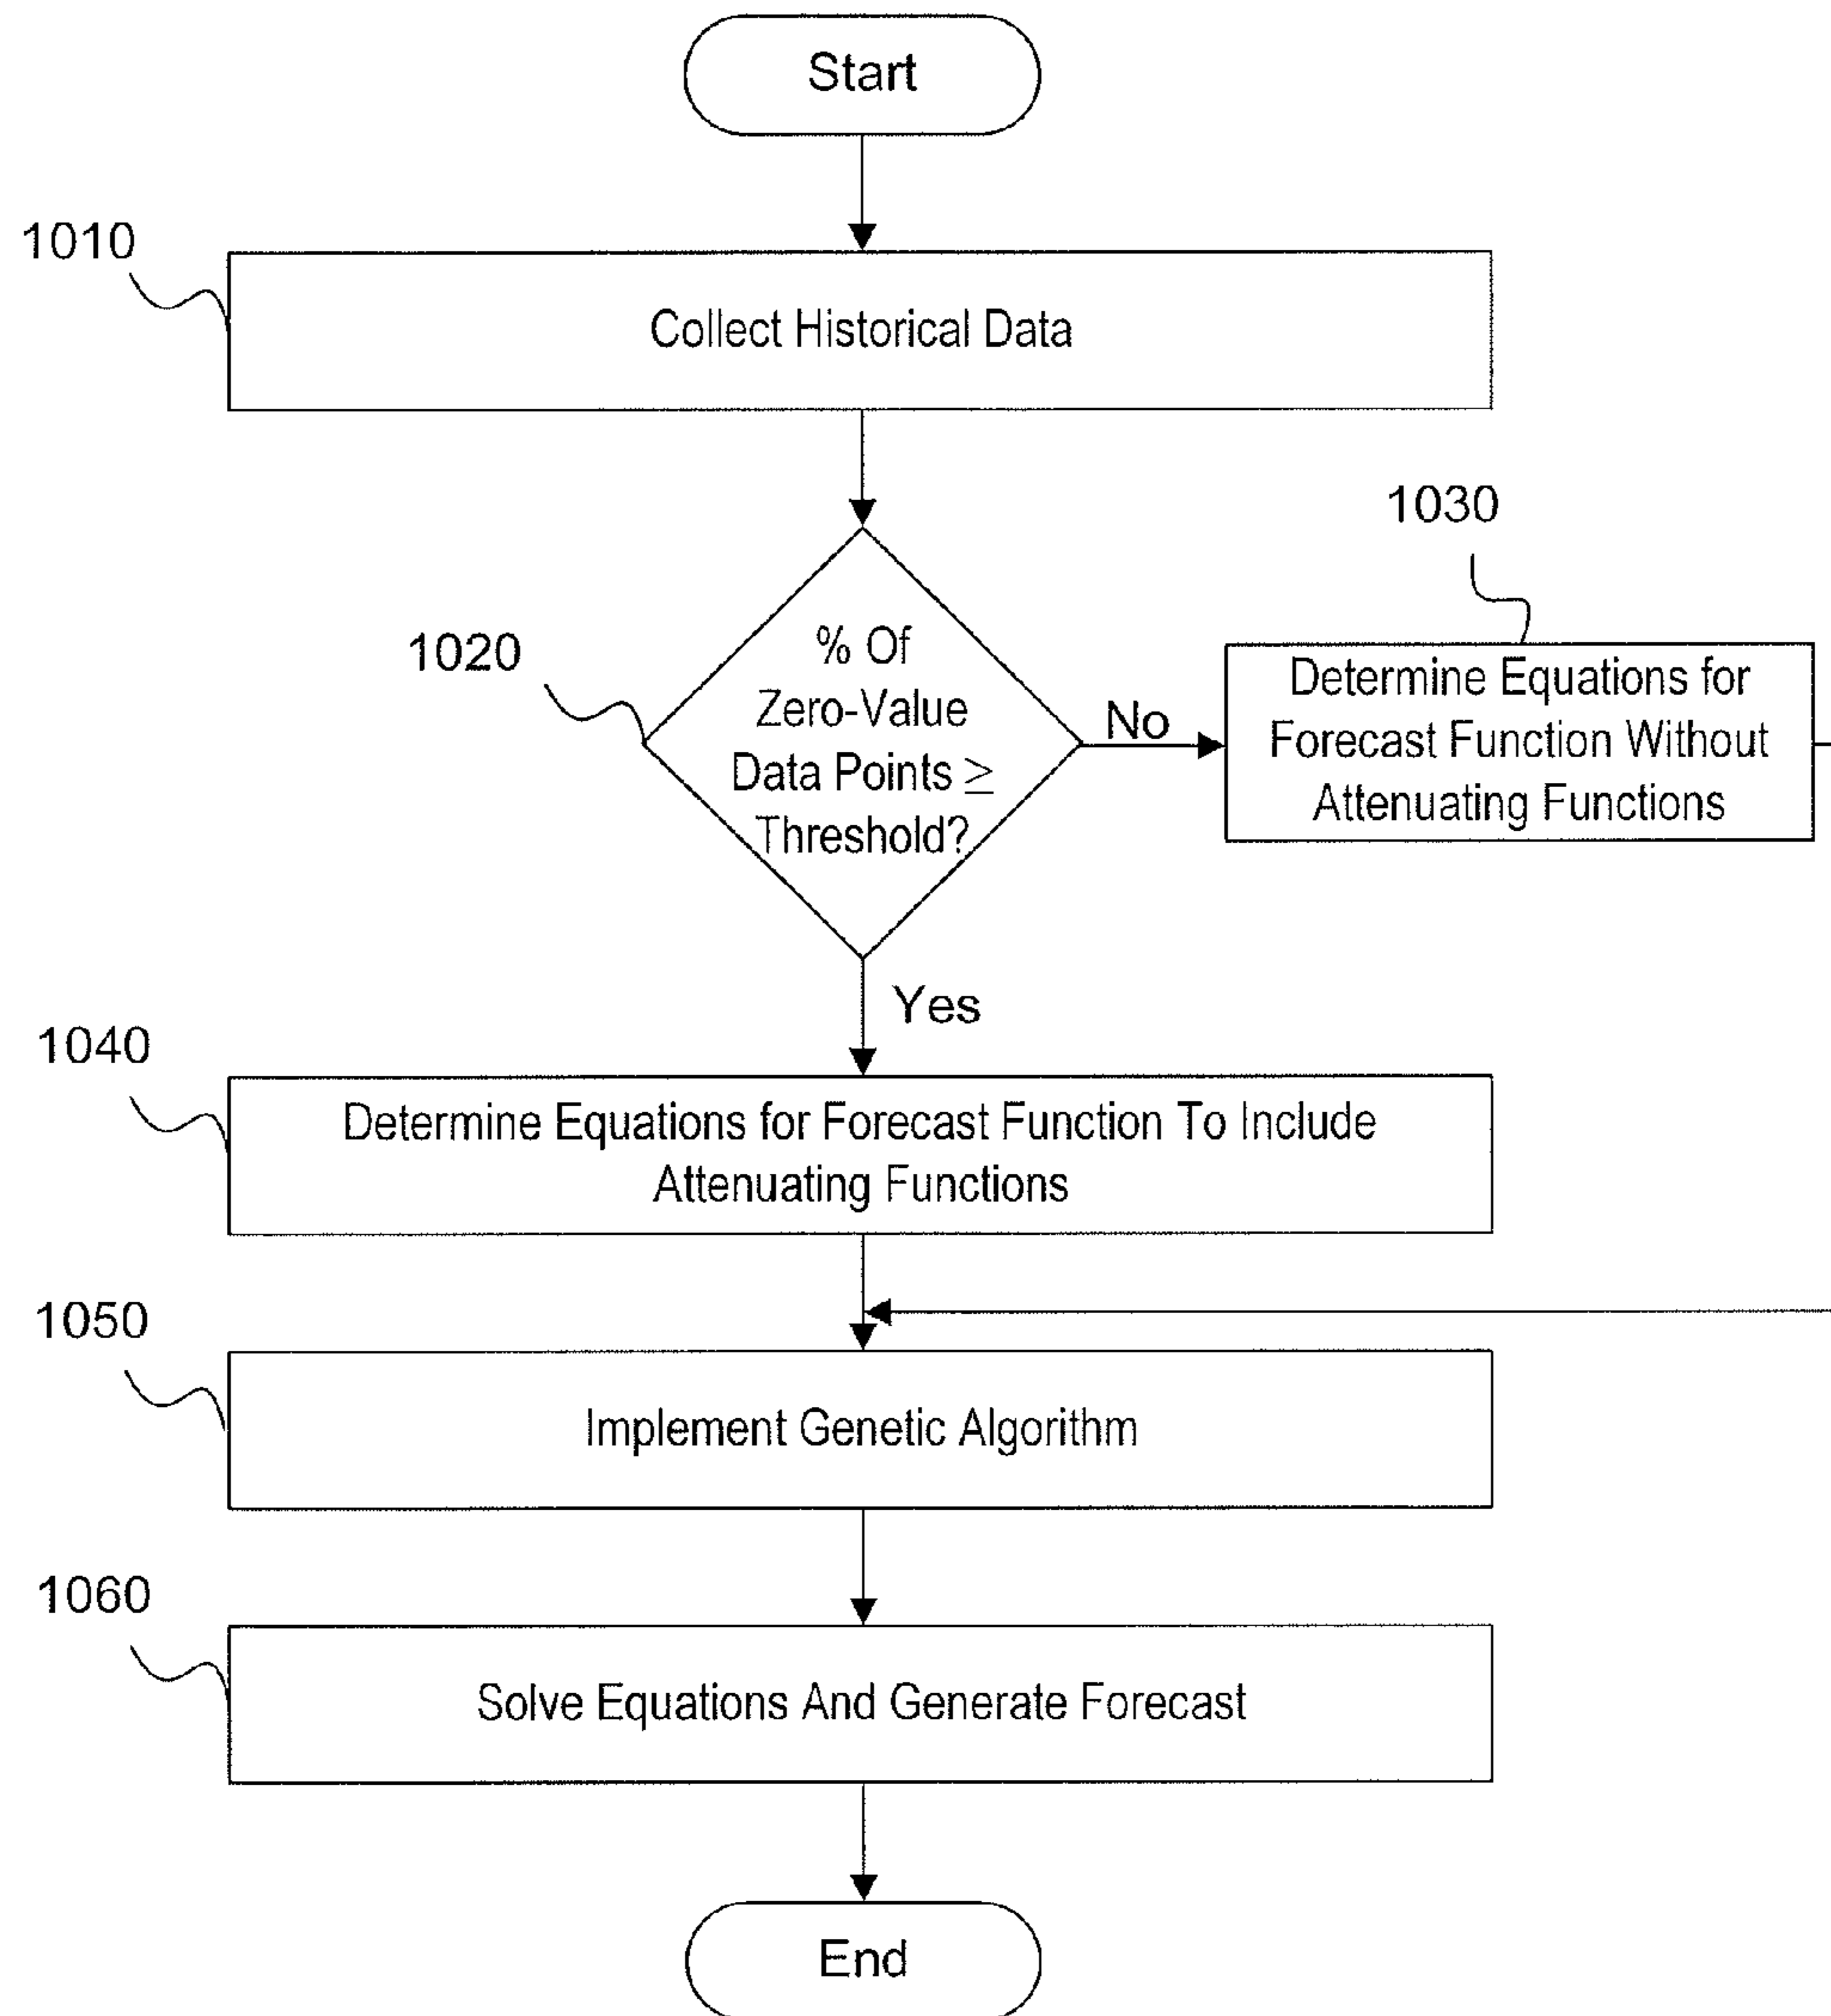 Start
1010
Collect Historical Data
1030
1020
% Of
Zero-Value
Data Points ≥
Threshold?
No
Determine Equations for
Forecast Function Without
Attenuating Functions
Yes
1040
Determine Equations for Forecast Function To Include
Attenuating Functions
1050
Implement Genetic Algorithm
1060
Solve Equations And Generate Forecast
End